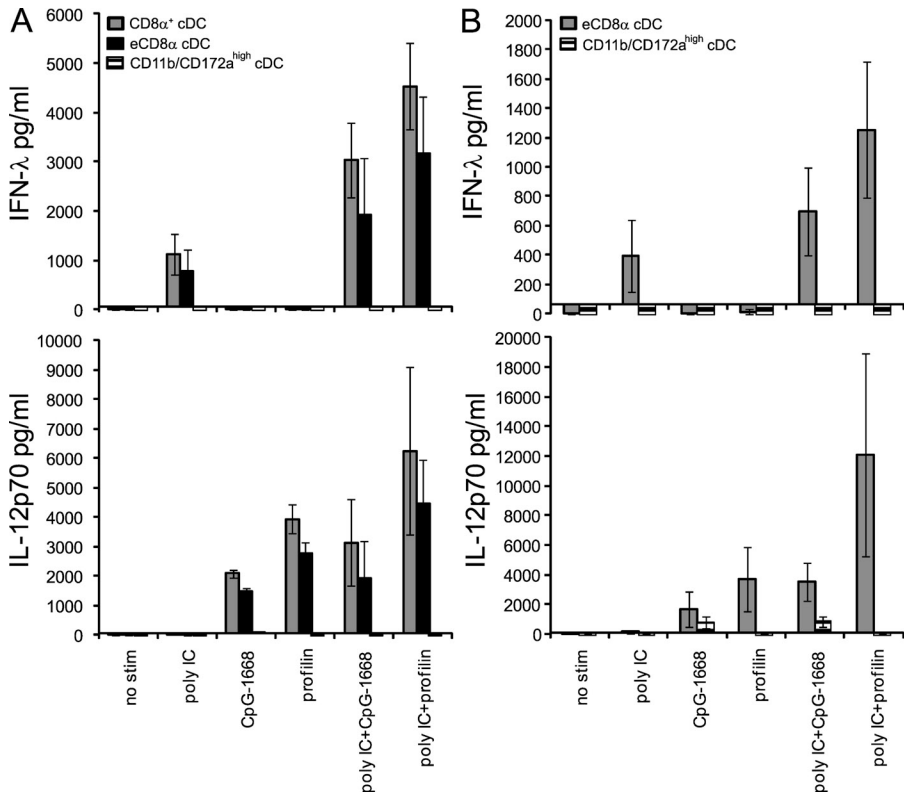 A
CD8α⁺ cDC
eCD8α cDC
CD11b/CD172a^high cDC
IFN-λ pg/ml
6000
5000
4000
3000
2000
1000
0
IL-12p70 pg/ml
10000
9000
8000
7000
6000
5000
4000
3000
2000
1000
0
no stim
poly IC
CpG-1668
profilin
poly IC+CpG-1668
poly IC+profilin
B
eCD8α cDC
CD11b/CD172a^high cDC
IFN-λ pg/ml
2000
1800
1600
1400
1200
1000
800
600
400
200
0
IL-12p70 pg/ml
20000
18000
16000
14000
12000
10000
8000
6000
4000
2000
0
no stim
poly IC
CpG-1668
profilin
poly IC+CpG-1668
poly IC+profilin